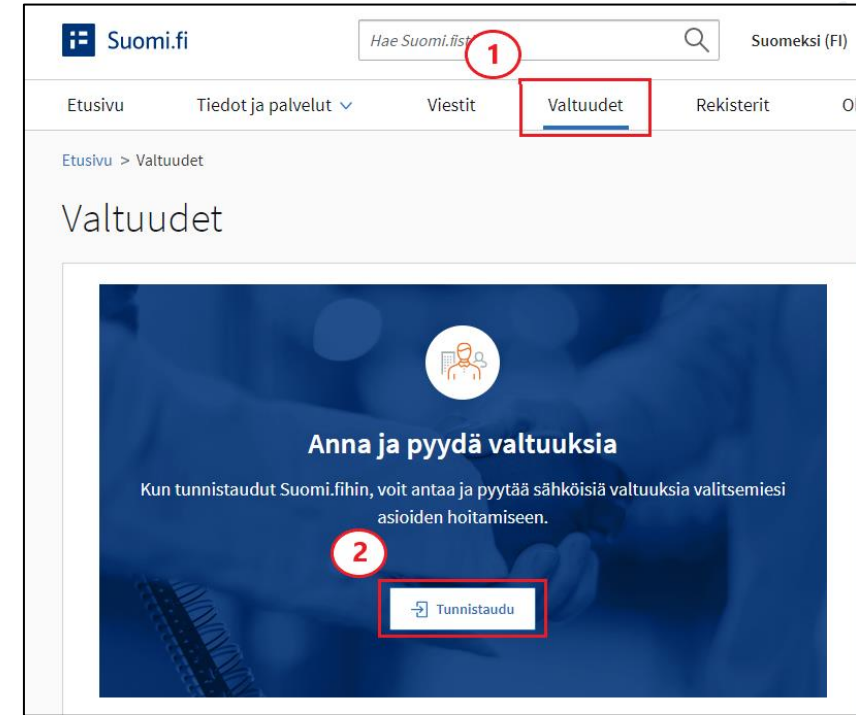 Suomi.fi
Hae Suomi.fist
Suomeksi (FI)
1
Etusivu Tiedot ja palvelut Viestit Valtuudet Rekisterit
Etusivu > Valtuudet
Valtuudet
Anna ja pyydä valtuuksia
Kun tunnistaudut Suomi.fihin, voit antaa ja pyytää sähköisiä valtuuksia valitsemiesi
asioiden hoitamiseen.
2
Tunnistaudu